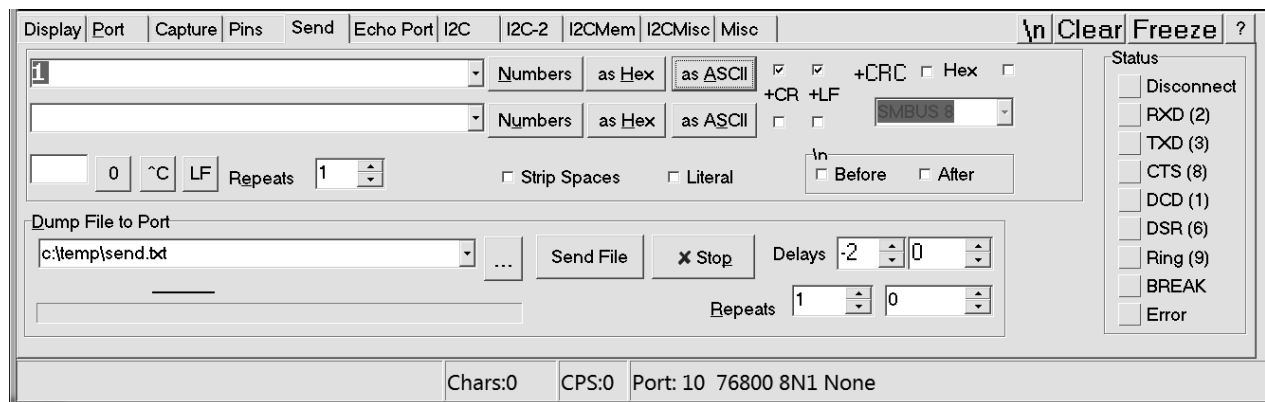 Display Port Capture Pins Send Echo Port I2C I2C-2 I2CMem I2CMisc Misc \n Clear Freeze ?
1 Numbers as Hex as ASCII +CR +LF +CRC Hex
Numbers as Hex as ASCII SMBUS 8
0 ^C LF Repeats 1 Strip Spaces Literal \n Before After
Dump File to Port
c:\temp\send.txt ... Send File Stop Delays -2 0
Repeats 1 0
Status
Disconnect
RXD (2)
TXD (3)
CTS (8)
DCD (1)
DSR (6)
Ring (9)
BREAK
Error
Chars:0 CPS:0 Port: 10 76800 8N1 None